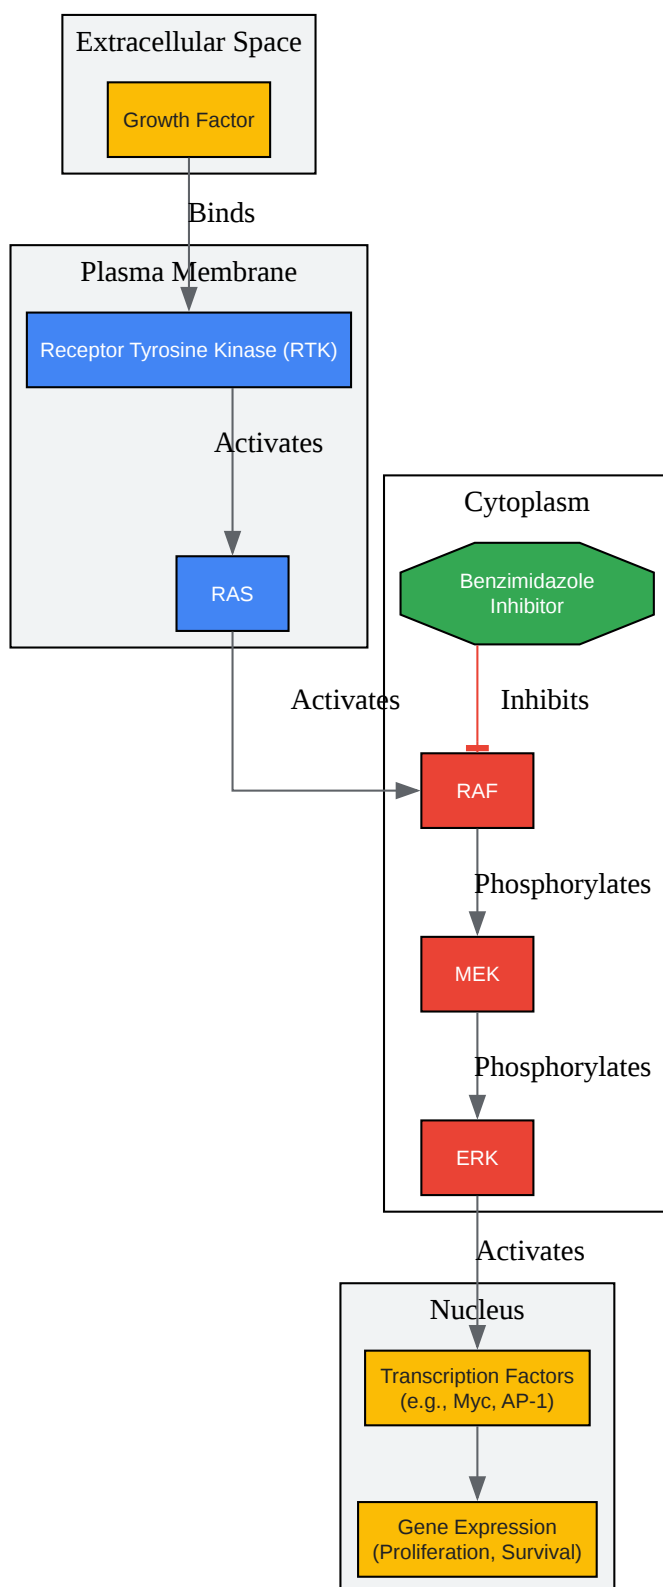 Extracellular Space
Growth Factor
Binds
Plasma Membrane
Receptor Tyrosine Kinase (RTK)
Activates
Cytoplasm
Benzimidazole
Inhibitor
RAS
Activates
Inhibits
RAF
Phosphorylates
MEK
Phosphorylates
ERK
Activates
Nucleus
Transcription Factors
(e.g., Myc, AP-1)
Gene Expression
(Proliferation, Survival)